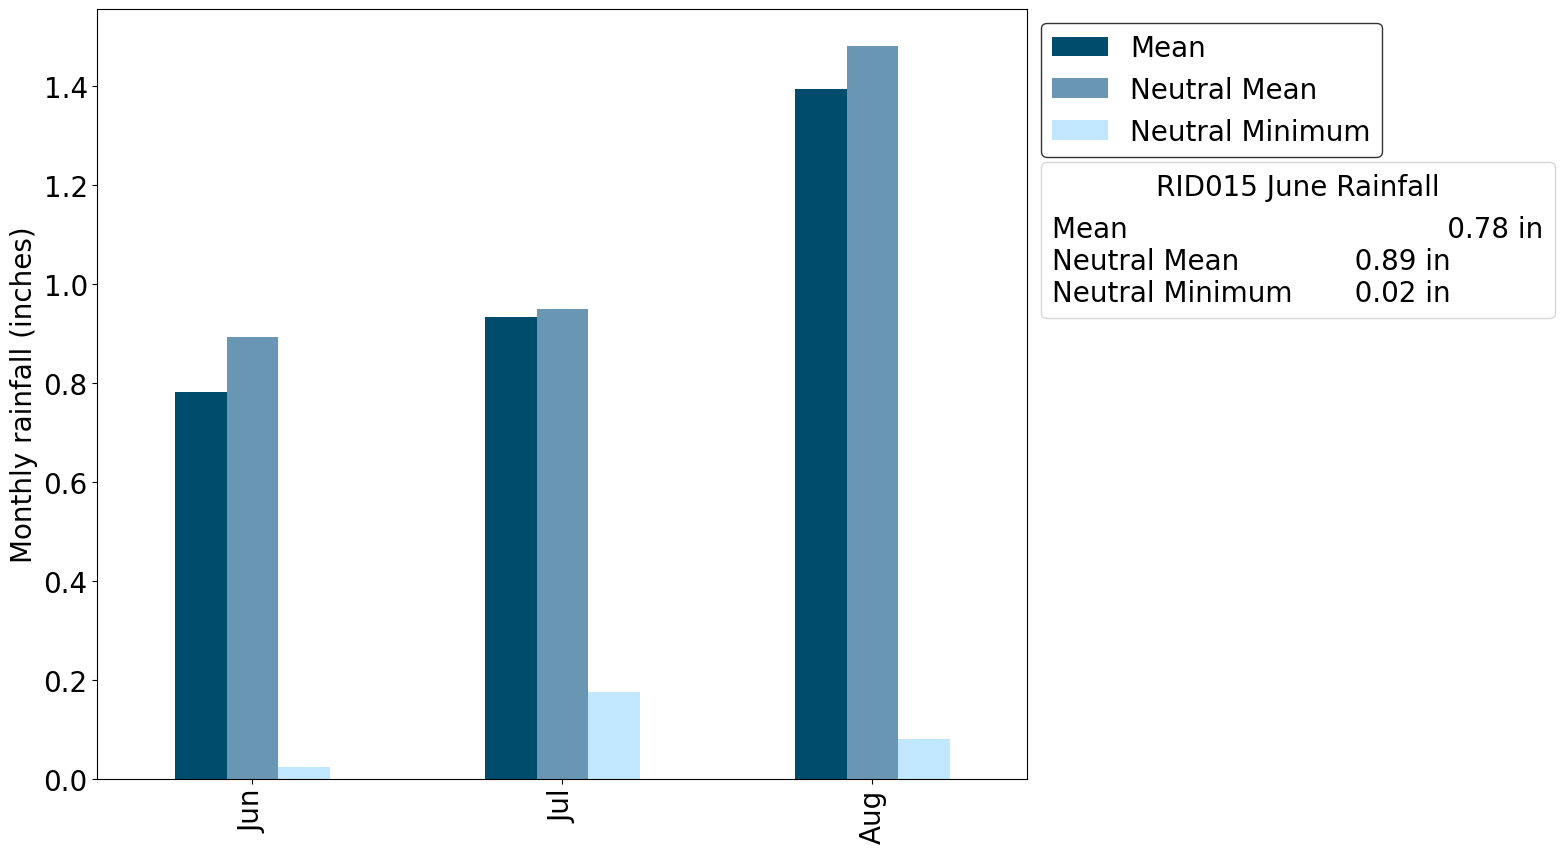 Monthly rainfall (inches)
1.4
1.2
1.0
0.8
0.6
0.4
0.2
0.0
Jun
Jul
Aug
Mean
Neutral Mean
Neutral Minimum
RID015 June Rainfall
Mean 0.78 in
Neutral Mean 0.89 in
Neutral Minimum 0.02 in